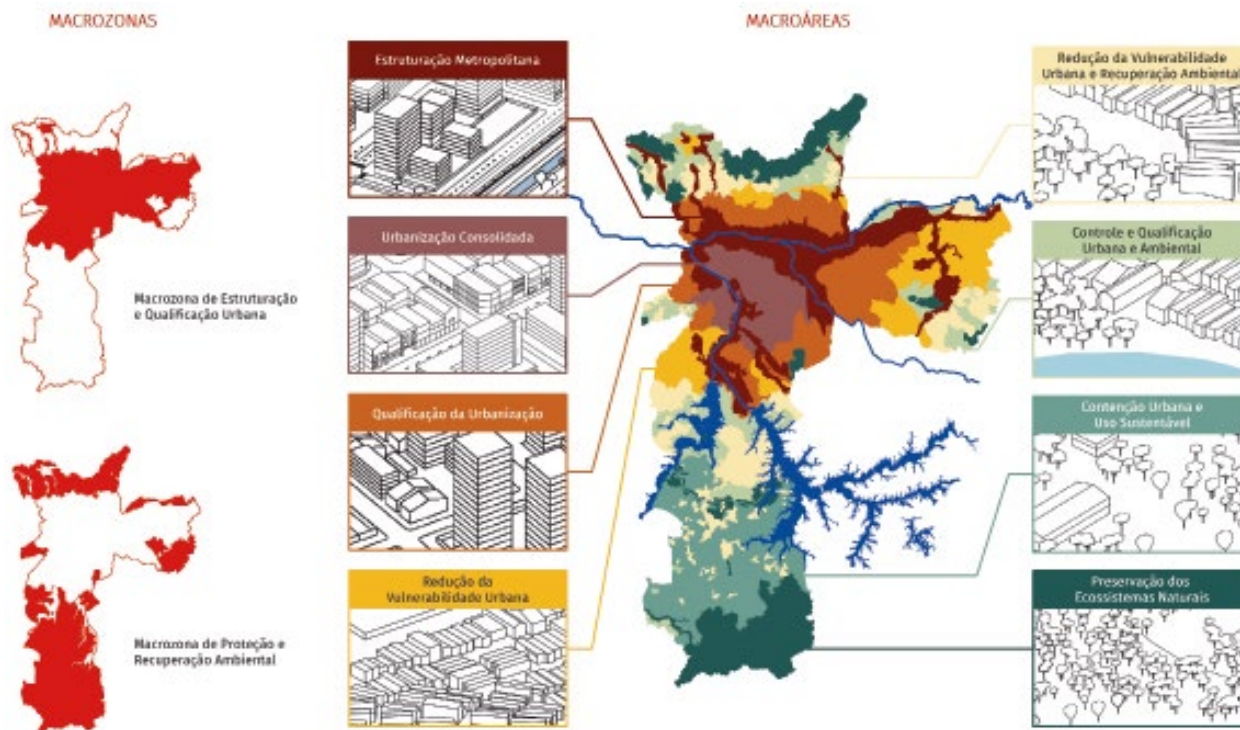 MACROZONAS
Macrozona de Estruturação
e Qualificação Urbana
Macrozona de Proteção e
Recuperação Ambiental
MACROÁREAS
Estruturação Metropolitana
Urbanização Consolidada
Qualificação da Urbanização
Redução da
Vulnerabilidade Urbana
Redução da Vulnerabilidade
Urbana e Recuperação Ambiental
Controle e Qualificação
Urbana e Ambiental
Contenção Urbana e
Uso Sustentável
Preservação dos
Ecossistemas Naturais